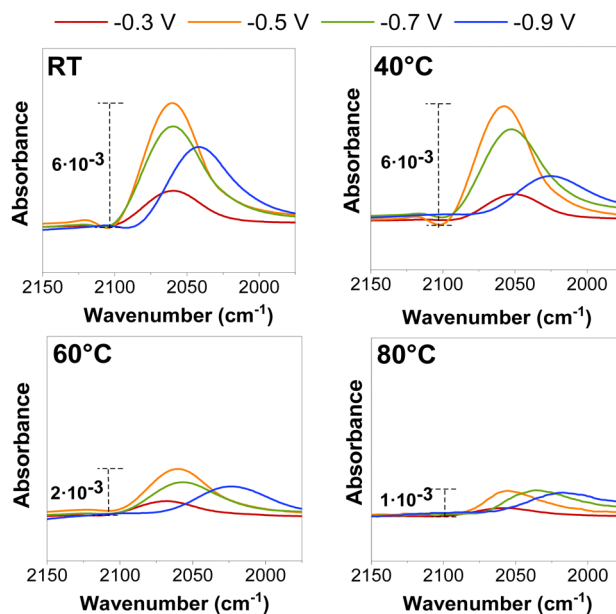 -0.3 V -0.5 V -0.7 V -0.9 V
RT
Absorbance
6·10⁻³
2150 2100 2050 2000
Wavenumber (cm⁻¹)
40°C
Absorbance
6·10⁻³
2150 2100 2050 2000
Wavenumber (cm⁻¹)
60°C
Absorbance
2·10⁻³
2150 2100 2050 2000
Wavenumber (cm⁻¹)
80°C
Absorbance
1·10⁻³
2150 2100 2050 2000
Wavenumber (cm⁻¹)